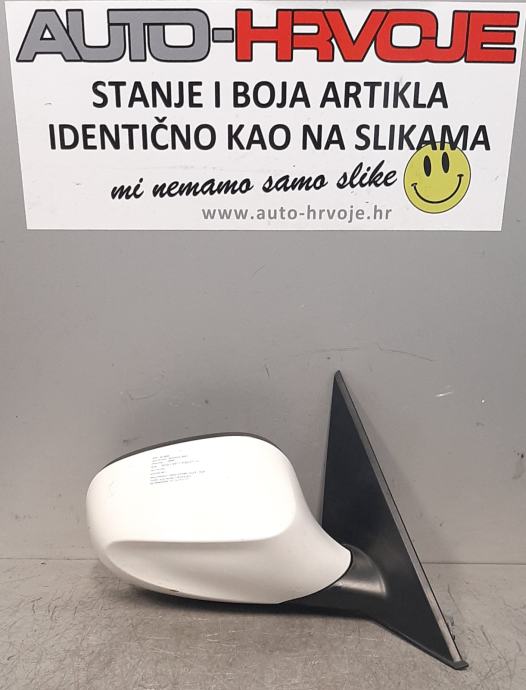 AUTO-HRVOJE
STANJE I BOJA ARTIKLA
IDENTIČNO KAO NA SLIKAMA
mi nemamo samo slike
www.auto-hrvoje.hr